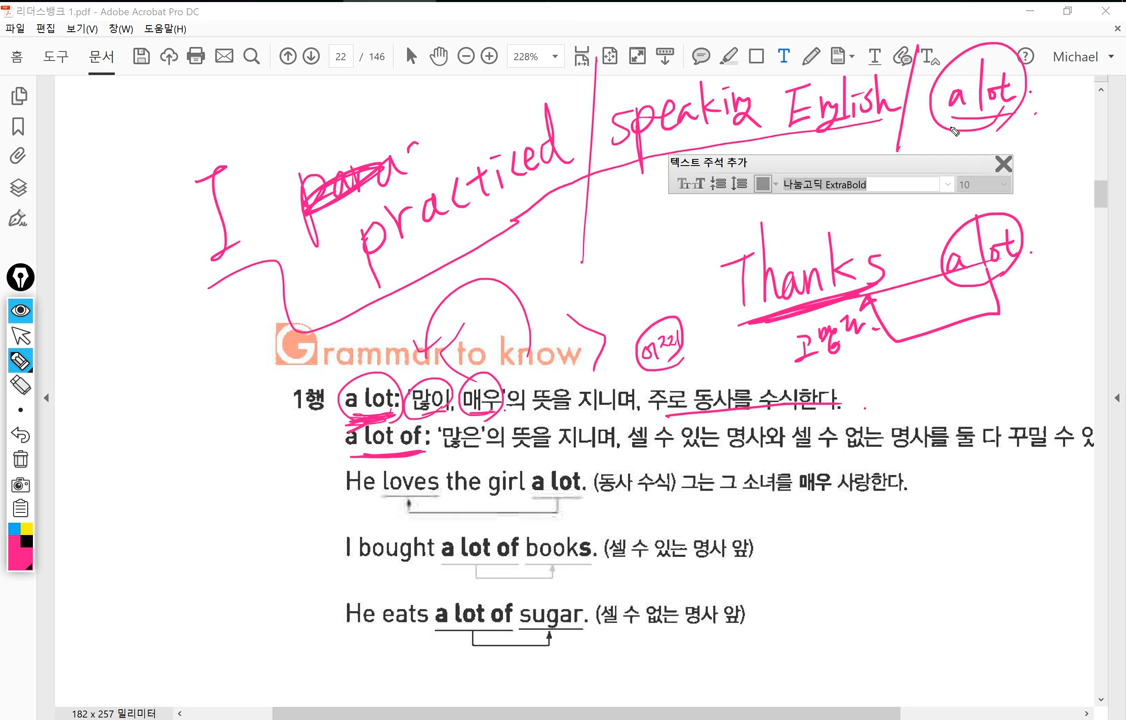 리더스뱅크 1.pdf - Adobe Acrobat Pro DC
파일 편집 보기(V) 창(W) 도움말(H)
홈 도구 문서 22 / 146 228% Michael
I practiced / speaking English / a lot.
텍스트 주석 추가
나눔고딕 ExtraBold 10
Thanks a lot.
Grammar to know
1행 a lot: '많이, 매우'의 뜻을 지니며, 주로 동사를 수식한다.
a lot of: '많은'의 뜻을 지니며, 셀 수 있는 명사와 셀 수 없는 명사를 둘 다 꾸밀 수 있
He loves the girl a lot. (동사 수식) 그는 그 소녀를 매우 사랑한다.
I bought a lot of books. (셀 수 있는 명사 앞)
He eats a lot of sugar. (셀 수 없는 명사 앞)
182 x 257 밀리미터